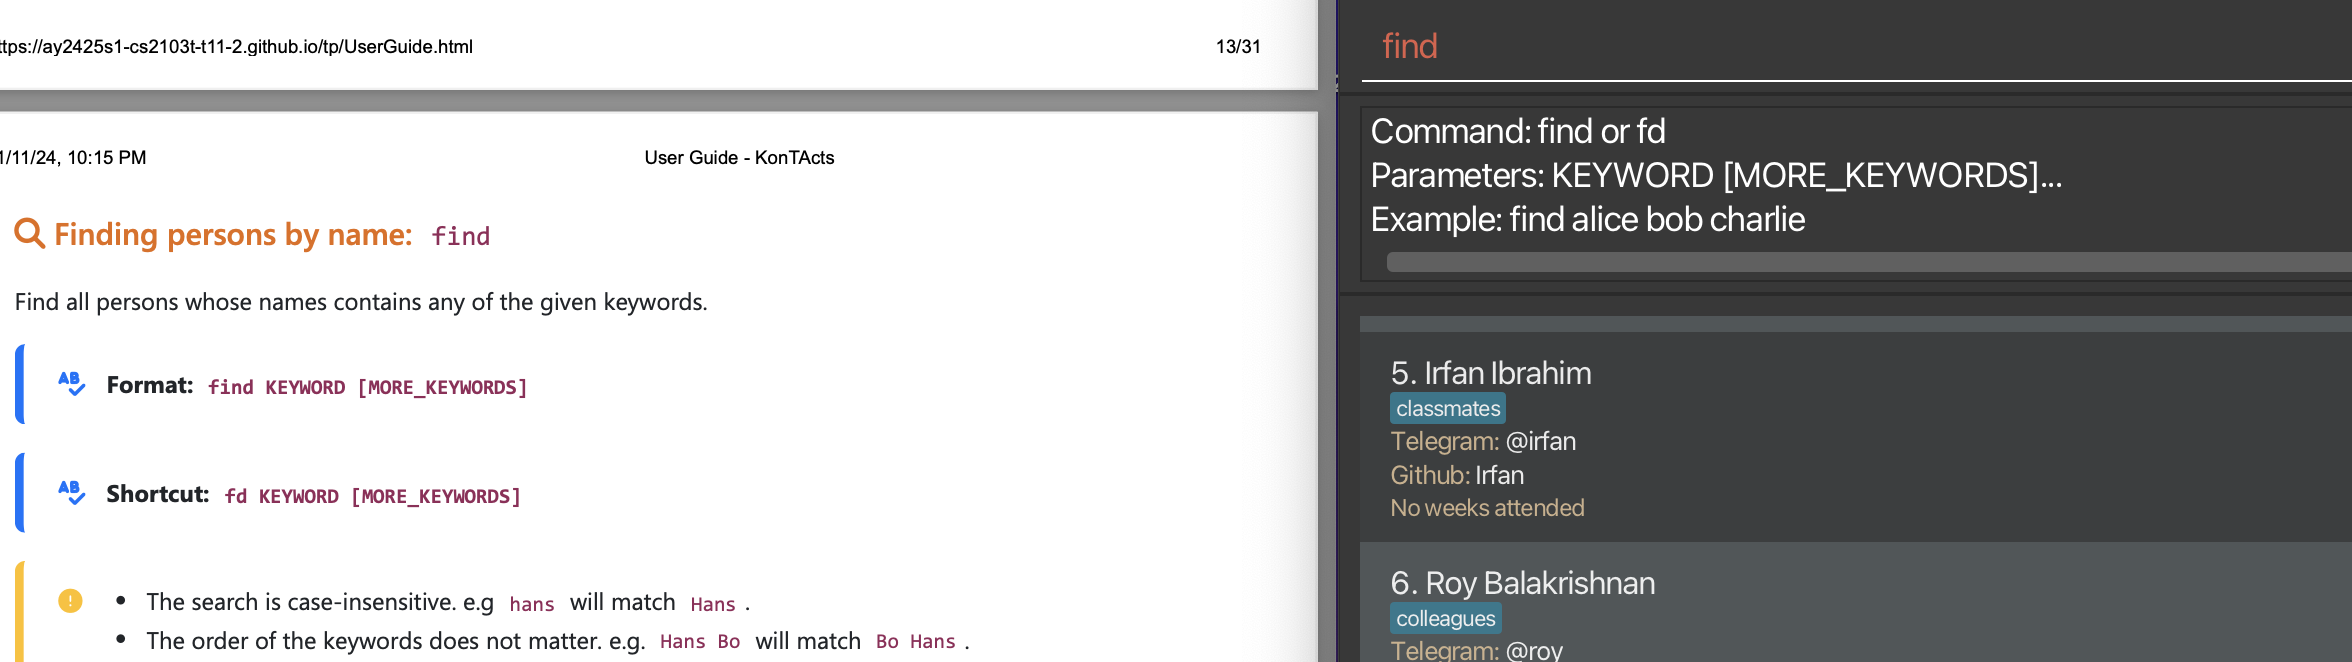 ttps://ay2425s1-cs2103t-t11-2.github.io/tp/UserGuide.html
13/31
1/11/24, 10:15 PM
User Guide - KonTActs
Finding persons by name: find
Find all persons whose names contains any of the given keywords.
AB Format: find KEYWORD [MORE_KEYWORDS]
AB Shortcut: fd KEYWORD [MORE_KEYWORDS]
! • The search is case-insensitive. e.g hans will match Hans .
• The order of the keywords does not matter. e.g. Hans Bo will match Bo Hans .
find
Command: find or fd
Parameters: KEYWORD [MORE_KEYWORDS]...
Example: find alice bob charlie
5. Irfan Ibrahim
classmates
Telegram: @irfan
Github: Irfan
No weeks attended
6. Roy Balakrishnan
colleagues
Telegram: @roy